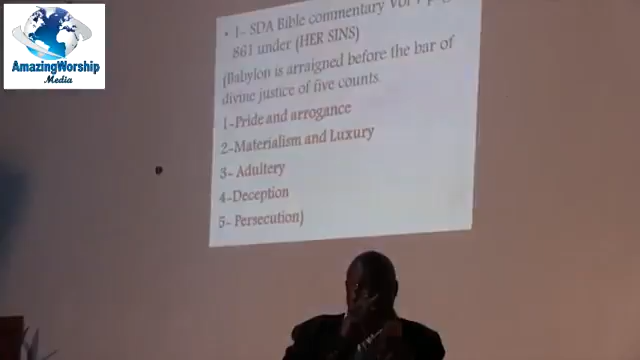 AmazingWorship
Media
• 1- SDA Bible commentary Vol
861 under (HER SINS)
(Babylon is arraigned before the bar of
divine justice of five counts
1-Pride and arrogance
2-Materialism and Luxury
3- Adultery
4-Deception
5- Persecution)